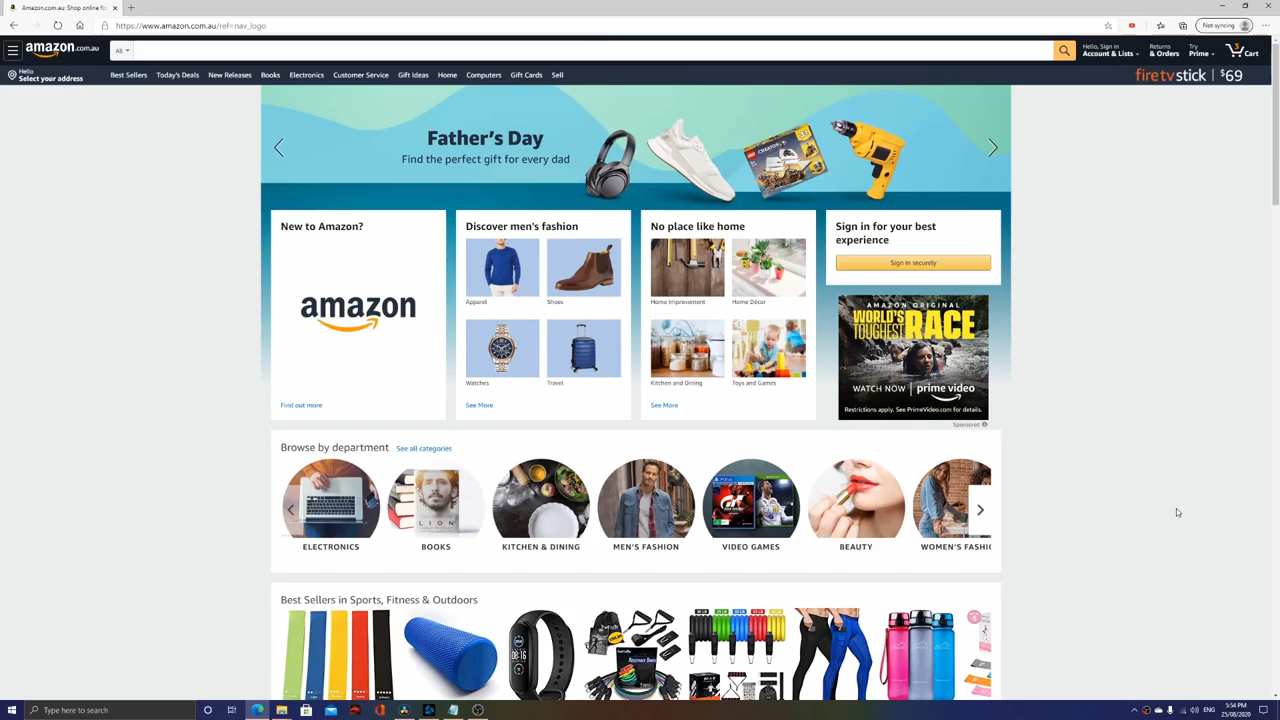 Amazon.com.au: Shop online fo
https://www.amazon.com.au/ref=nav_logo
Not syncing
amazon.com.au
All
Hello, Sign in
Account & Lists
Returns
& Orders
Try
Prime
3
Cart
Hello
Select your address
Best Sellers
Today's Deals
New Releases
Books
Electronics
Customer Service
Gift Ideas
Home
Computers
Gift Cards
Sell
fire tv stick | $69
Father's Day
Find the perfect gift for every dad
New to Amazon?
amazon
Find out more
Discover men's fashion
Apparel
Shoes
Watches
Travel
See More
No place like home
Home Improvement
Home Décor
Kitchen and Dining
Toys and Games
See More
Sign in for your best
experience
Sign in securely
AMAZON ORIGINAL
WORLD'S
TOUGHEST RACE
WATCH NOW | prime video
Restrictions apply. See PrimeVideo.com for details.
Sponsored
Browse by department
See all categories
LION
ELECTRONICS
BOOKS
KITCHEN & DINING
MEN'S FASHION
VIDEO GAMES
BEAUTY
WOMEN'S FASHIO
Best Sellers in Sports, Fitness & Outdoors
08:16
Type here to search
ENG
5:54 PM
25/08/2020